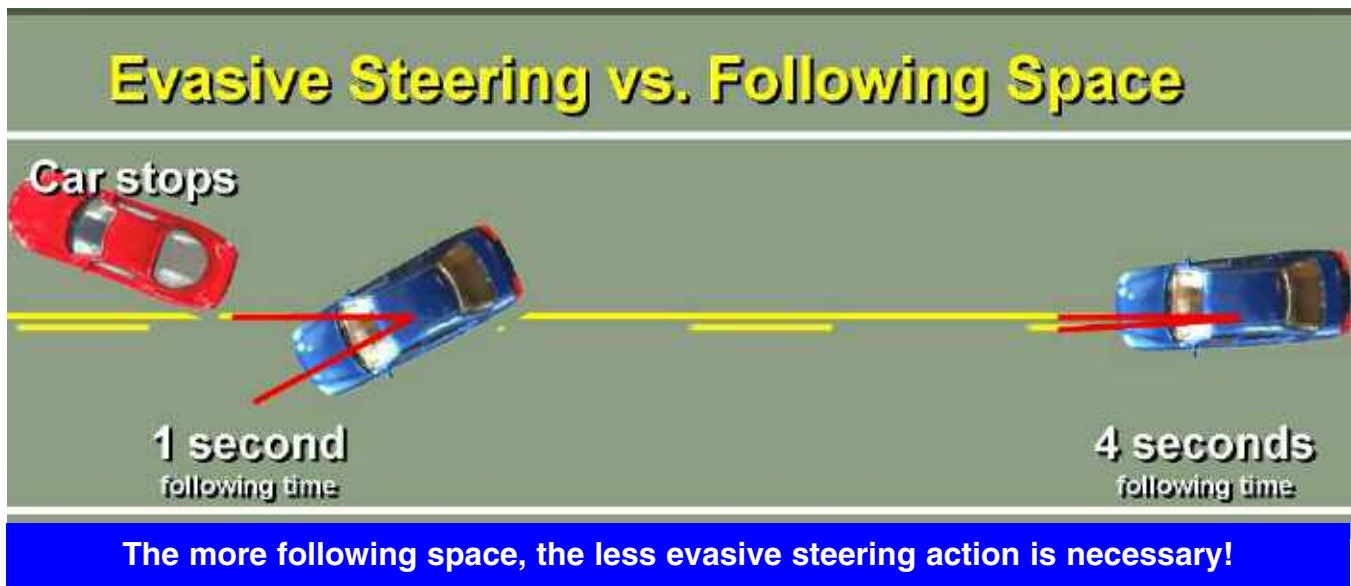 Evasive Steering vs. Following Space
Car stops
1 second
following time
4 seconds
following time
The more following space, the less evasive steering action is necessary!